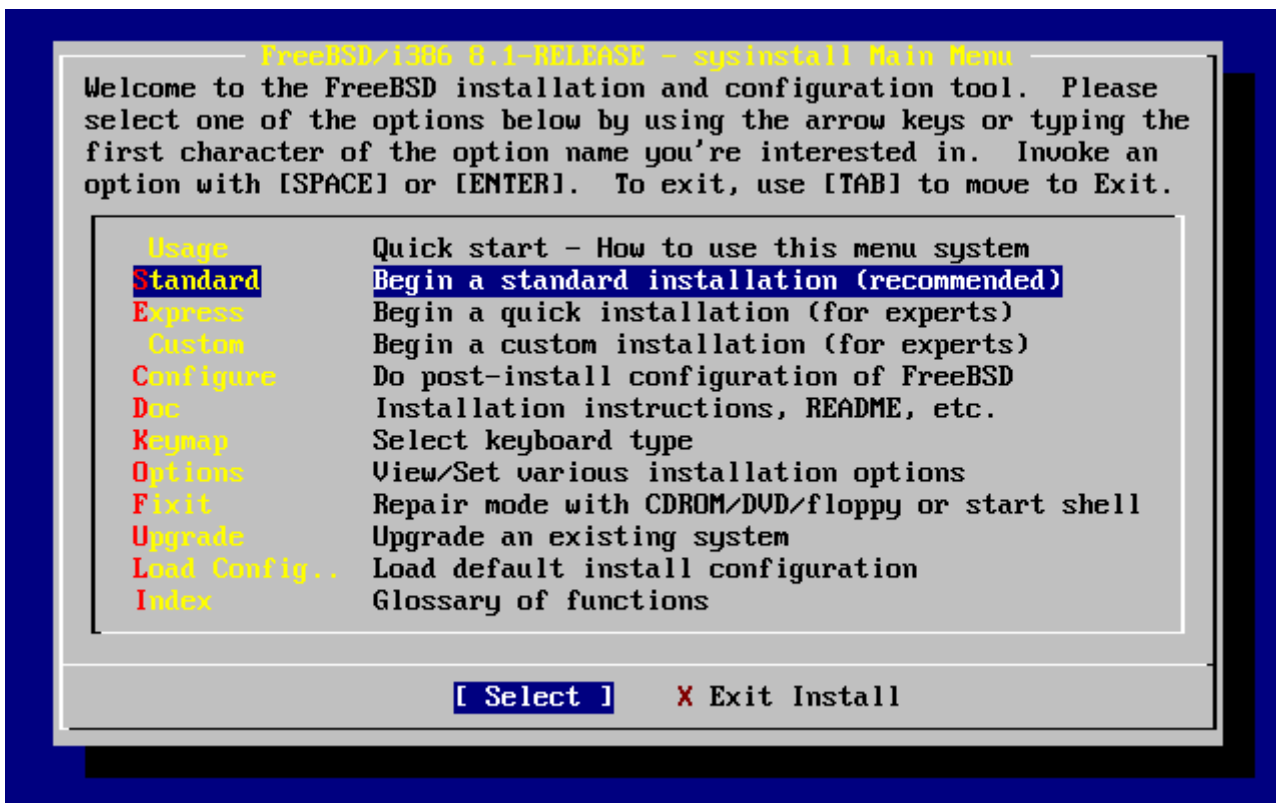 FreeBSD/i386 8.1-RELEASE - sysinstall Main Menu
Welcome to the FreeBSD installation and configuration tool.  Please
select one of the options below by using the arrow keys or typing the
first character of the option name you're interested in.  Invoke an
option with [SPACE] or [ENTER].  To exit, use [TAB] to move to Exit.
Usage Quick start - How to use this menu system
Standard Begin a standard installation (recommended)
Express Begin a quick installation (for experts)
Custom Begin a custom installation (for experts)
Configure Do post-install configuration of FreeBSD
Doc Installation instructions, README, etc.
Keymap Select keyboard type
Options View/Set various installation options
Fixit Repair mode with CDROM/DVD/floppy or start shell
Upgrade Upgrade an existing system
Load Config.. Load default install configuration
Index Glossary of functions
[ Select ] X Exit Install